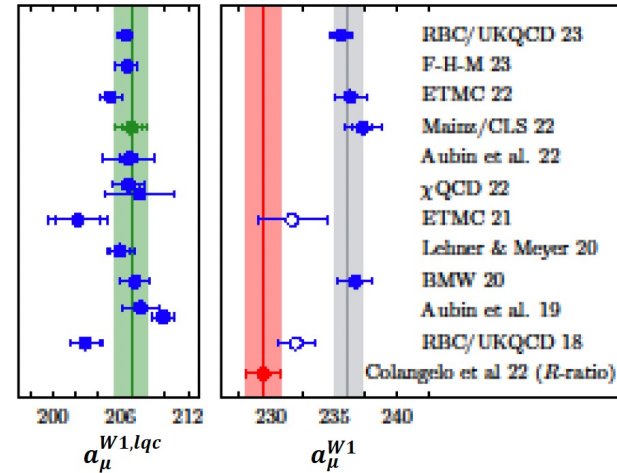 RBC/UKQCD 23
F-H-M 23
ETMC 22
Mainz/CLS 22
Aubin et al. 22
χQCD 22
ETMC 21
Lehner & Meyer 20
BMW 20
Aubin et al. 19
RBC/UKQCD 18
Colangelo et al 22 (R-ratio)
200 206 212 230 235 240
a_μ^{W1,lqc} a_μ^{W1}